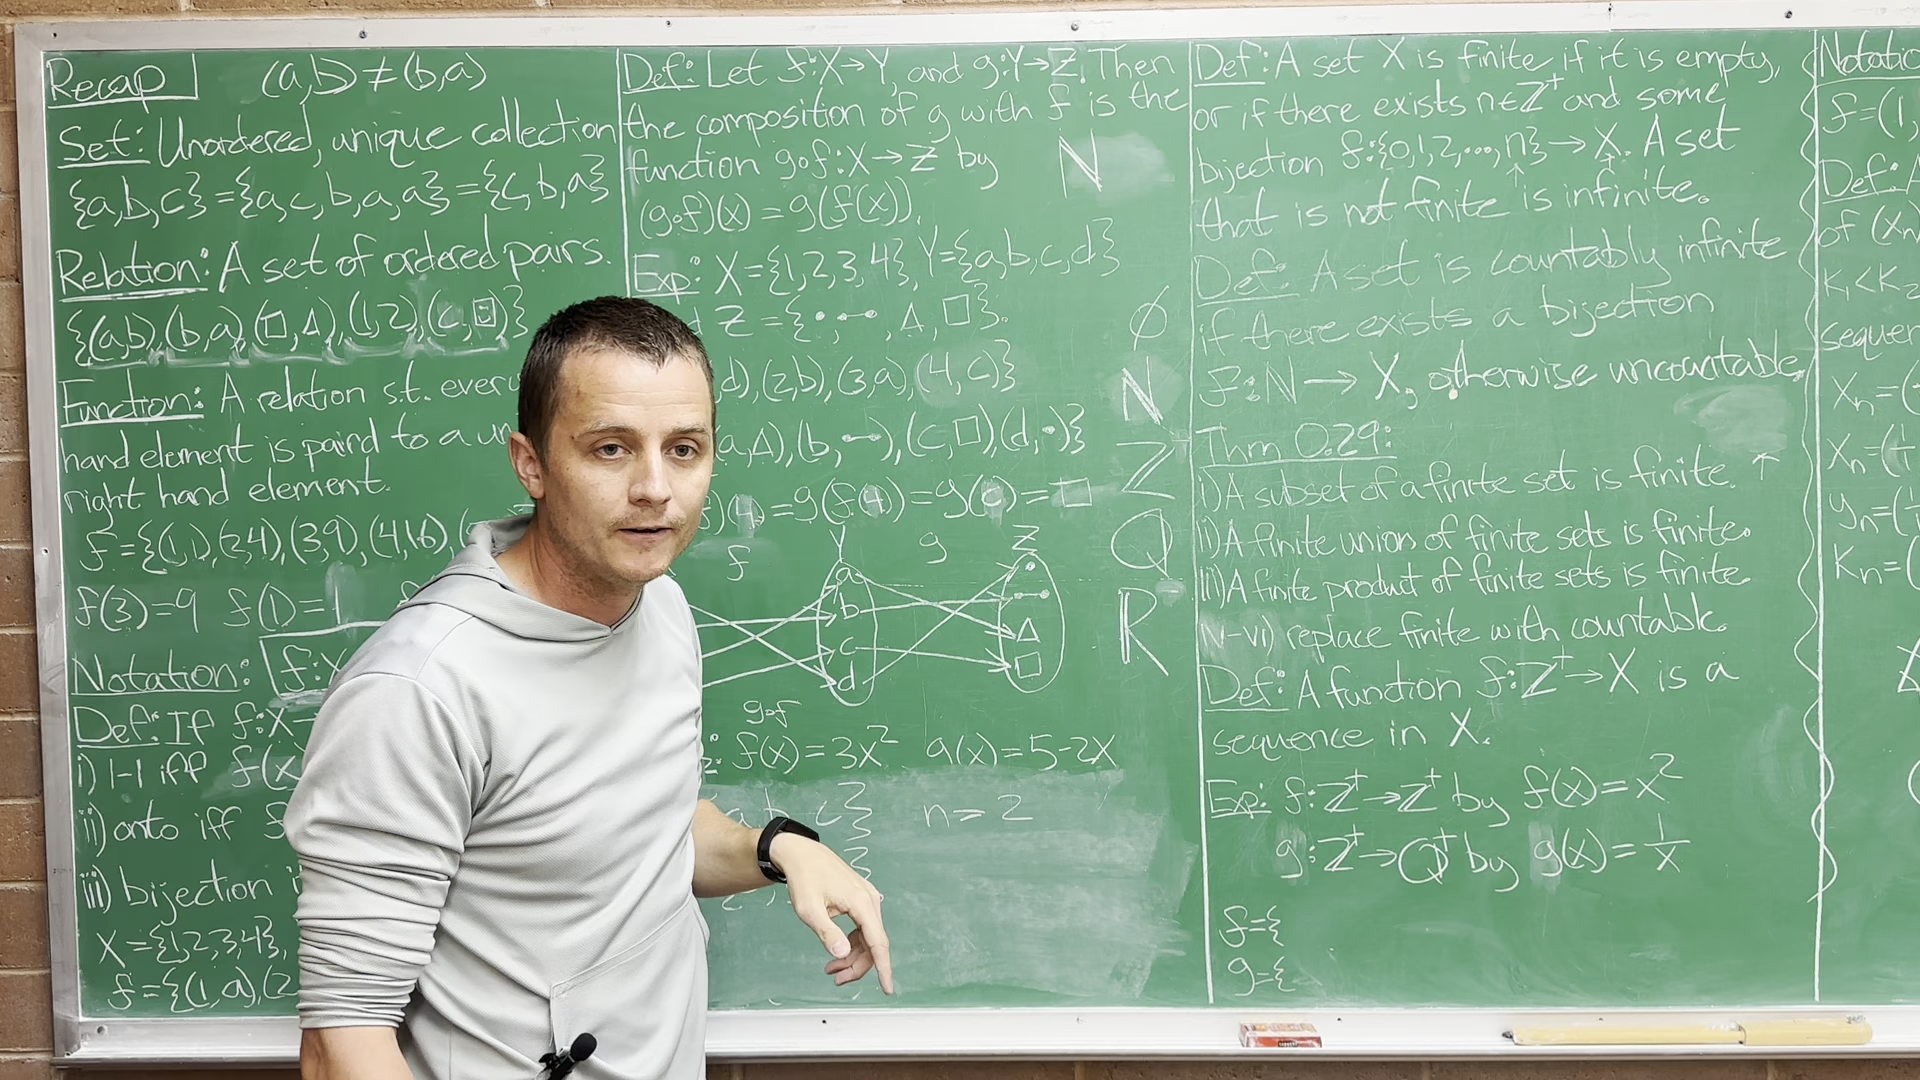 Recap (a,b) ≠ (b,a)
Set: Unordered, unique collection
{a,b,c} = {a,c,b,a,a} = {c,b,a}
Relation: A set of ordered pairs.
{(a,b),(b,a),(□,Δ),(1,2),(c,⊡)}
Function: A relation s.t. every
hand element is paird to a un
right hand element.
f={(1,1),(2,4),(3,9),(4,16),
f(3)=9 f(1)=1
Notation: f:X
Def: If f:X→
i) 1-1 iff f(x
ii) onto iff f
iii) bijection i
X={1,2,3,4},
f={(1,a),(2
Def: Let f:X→Y, and g:Y→Z. Then
the composition of g with f is the
function g∘f:X→Z by N
(g∘f)(x)=g(f(x)).
Exp: X={1,2,3,4}, Y={a,b,c,d}
Z={•,•–•,Δ,□}.
d),(2,b),(3,a),(4,c)}
(a,Δ),(b,•–•),(c,□)(d,•)}
=g(f(4))=g(c)=□
f Y g Z
a •
b •–•
c Δ
d □
g∘f
f(x)=3x² g(x)=5-2x
a,b,c} n=2
∅
N
Z
Q
R
Def: A set X is finite if it is empty,
or if there exists n∈Z⁺ and some
bijection f:{0,1,2,...,n}→X. A set
that is not finite is infinite.
Def: A set is countably infinite
if there exists a bijection
f:N→X, otherwise uncountable
Thm 0.29:
i) A subset of a finite set is finite.
ii) A finite union of finite sets is finite.
iii) A finite product of finite sets is finite.
iv-vi) replace finite with countable.
Def: A function f:Z⁺→X is a
sequence in X.
Exp: f:Z⁺→Z⁺ by f(x)=x²
g:Z⁺→Q⁺ by g(x)=1/x
f={
g={
Notatio
f=(1,
Def: A
of (xn
k₁<k₂
sequen
Xn=(
Xn=(1
yn=(1
Kn=(